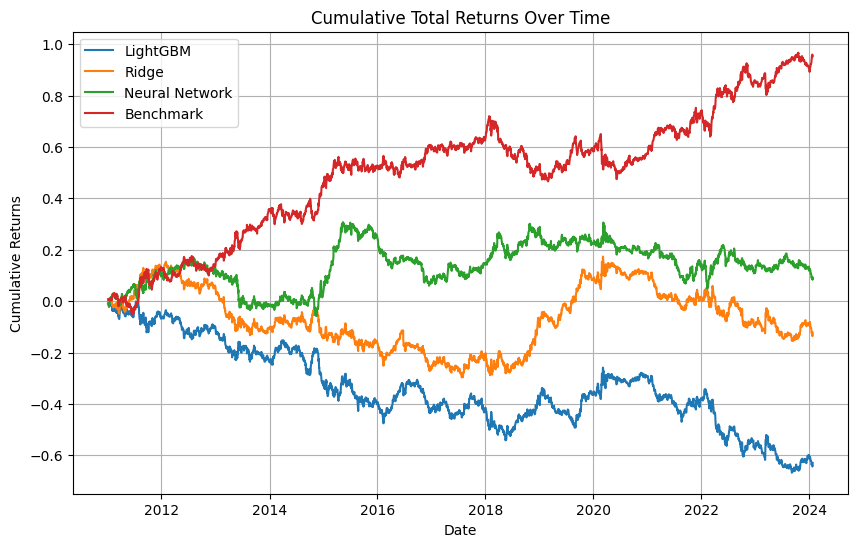 Cumulative Total Returns Over Time
LightGBM
Ridge
Neural Network
Benchmark
1.0
0.8
0.6
0.4
0.2
0.0
−0.2
−0.4
−0.6
Cumulative Returns
2012 2014 2016 2018 2020 2022 2024
Date